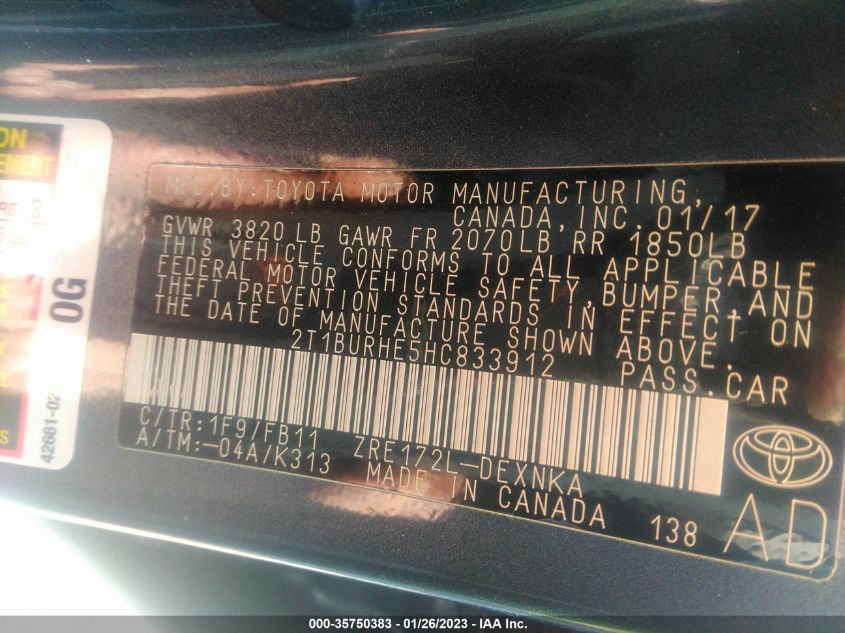 ON
EMENT
3
0G
42661-02
MFD.BY:TOYOTA MOTOR MANUFACTURING,
CANADA, INC. 01/17
GVWR 3820 LB GAWR FR 2070LB RR 1850LB
THIS VEHICLE CONFORMS TO ALL APPLICABLE
FEDERAL MOTOR VEHICLE SAFETY, BUMPER, AND
THEFT PREVENTION STANDARDS IN EFFECT ON
THE DATE OF MANUFACTURE SHOWN ABOVE.
2T1BURHE5HC833912 PASS.CAR
C/TR:1F9/FB11 ZRE172L-DEXNKA
A/TM:-04A/K313 MADE IN CANADA
138
AD
000-35750383 - 01/26/2023 - IAA Inc.